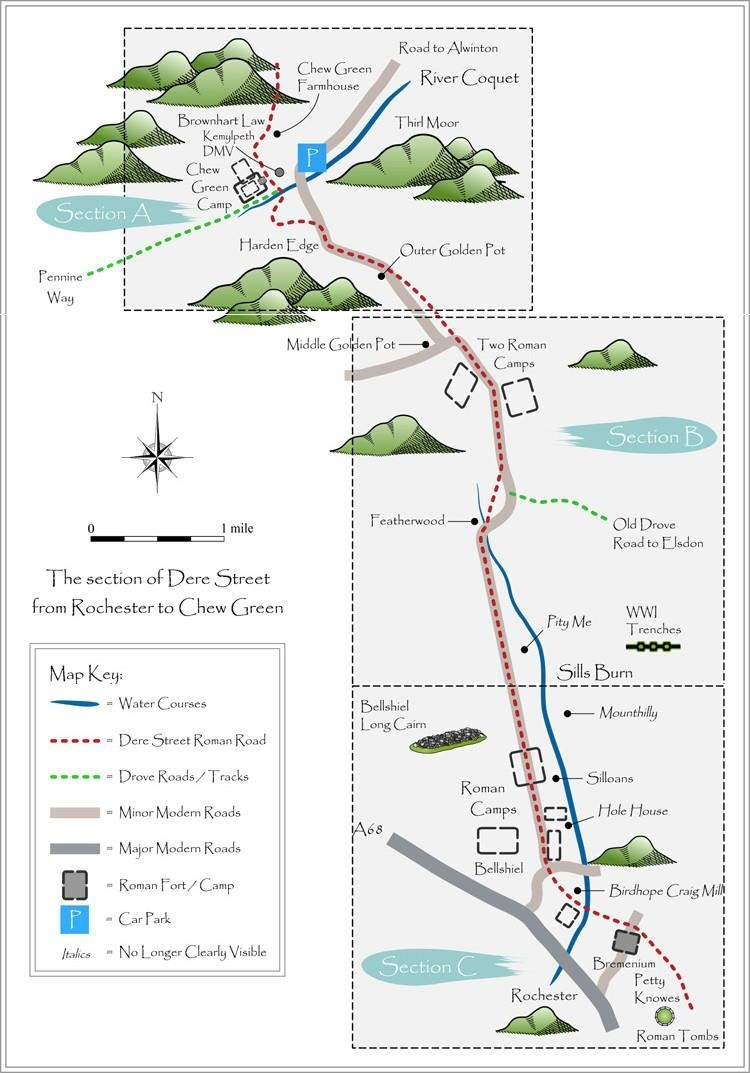 Road to Alwinton
River Coquet
Chew Green
Farmhouse
Brownhart Law
Kemylpeth
DMV
Thirl Moor
P
Chew
Green
Camp
Section A
Harden Edge
Outer Golden Pot
Pennine
Way
Middle Golden Pot
Two Roman
Camps
Section B
N
0 1 mile
Featherwood
Old Drove
Road to Elsdon
The section of Dere Street
from Rochester to Chew Green
Pity Me
WWI
Trenches
Sills Burn
Map Key:
= Water Courses
= Dere Street Roman Road
= Drove Roads / Tracks
= Minor Modern Roads
= Major Modern Roads
= Roman Fort / Camp
P = Car Park
Italics = No Longer Clearly Visible
Bellshiel
Long Cairn
Mounthilly
Silloans
Roman
Camps
Hole House
A68
Bellshiel
Birdhope Craig Mill
Section C
Bremenium
Petty
Knowes
Rochester
Roman Tombs